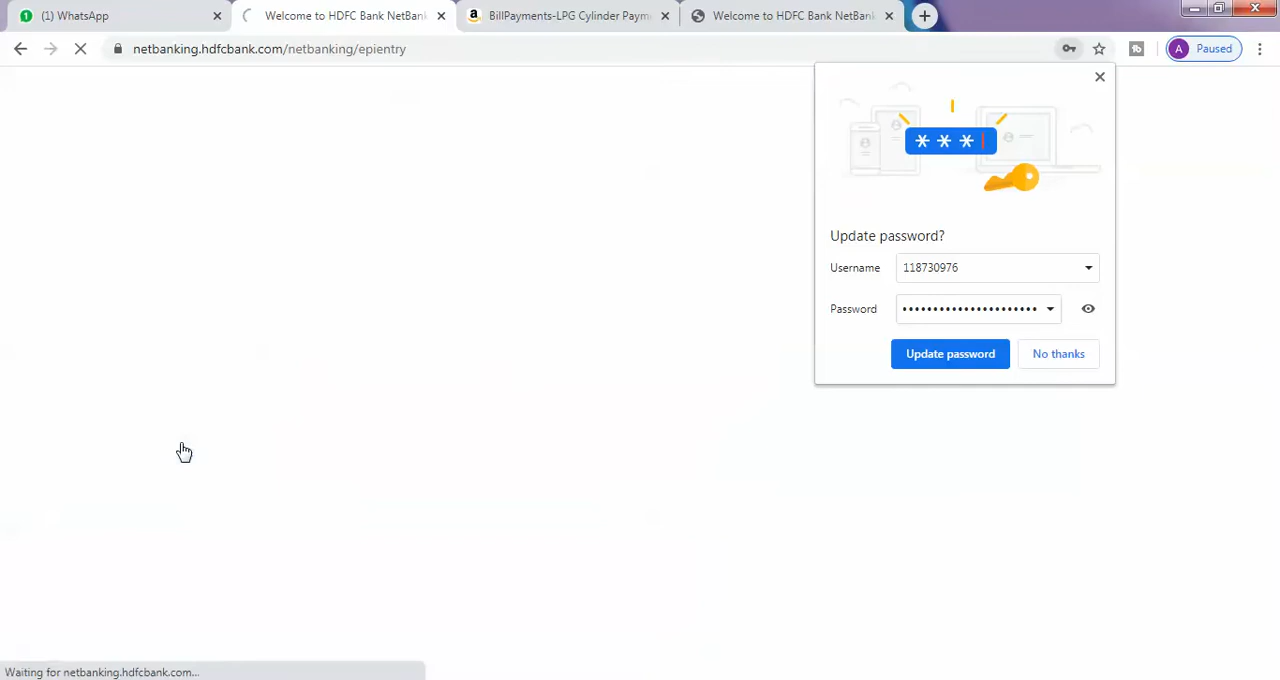 1 (1) WhatsApp
Welcome to HDFC Bank NetBank
a BillPayments-LPG Cylinder Paym
Welcome to HDFC Bank NetBank
netbanking.hdfcbank.com/netbanking/epientry
A Paused
* * *
Update password?
Username 118730976
Password ••••••••••••••••••••••
Update password No thanks
Waiting for netbanking.hdfcbank.com...